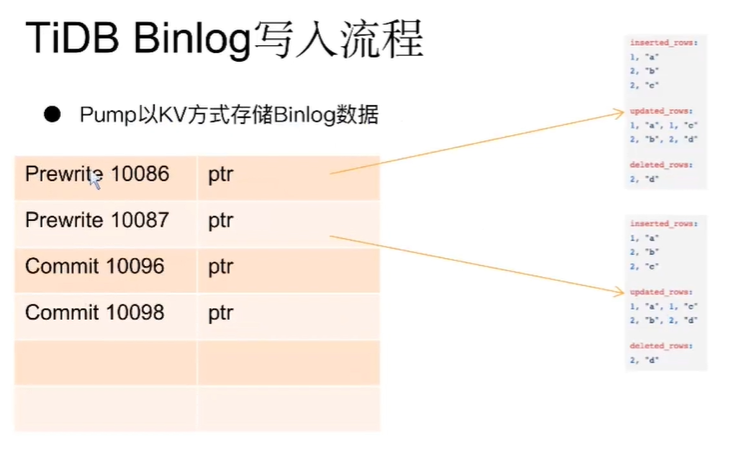 TiDB Binlog写入流程
● Pump以KV方式存储Binlog数据
Prewrite 10086 ptr
Prewrite 10087 ptr
Commit 10096 ptr
Commit 10098 ptr
inserted_rows:
1, "a"
2, "b"
2, "c"
updated_rows:
1, "a", 1, "c"
2, "b", 2, "d"
deleted_rows:
2, "d"
inserted_rows:
1, "a"
2, "b"
2, "c"
updated_rows:
1, "a", 1, "c"
2, "b", 2, "d"
deleted_rows:
2, "d"